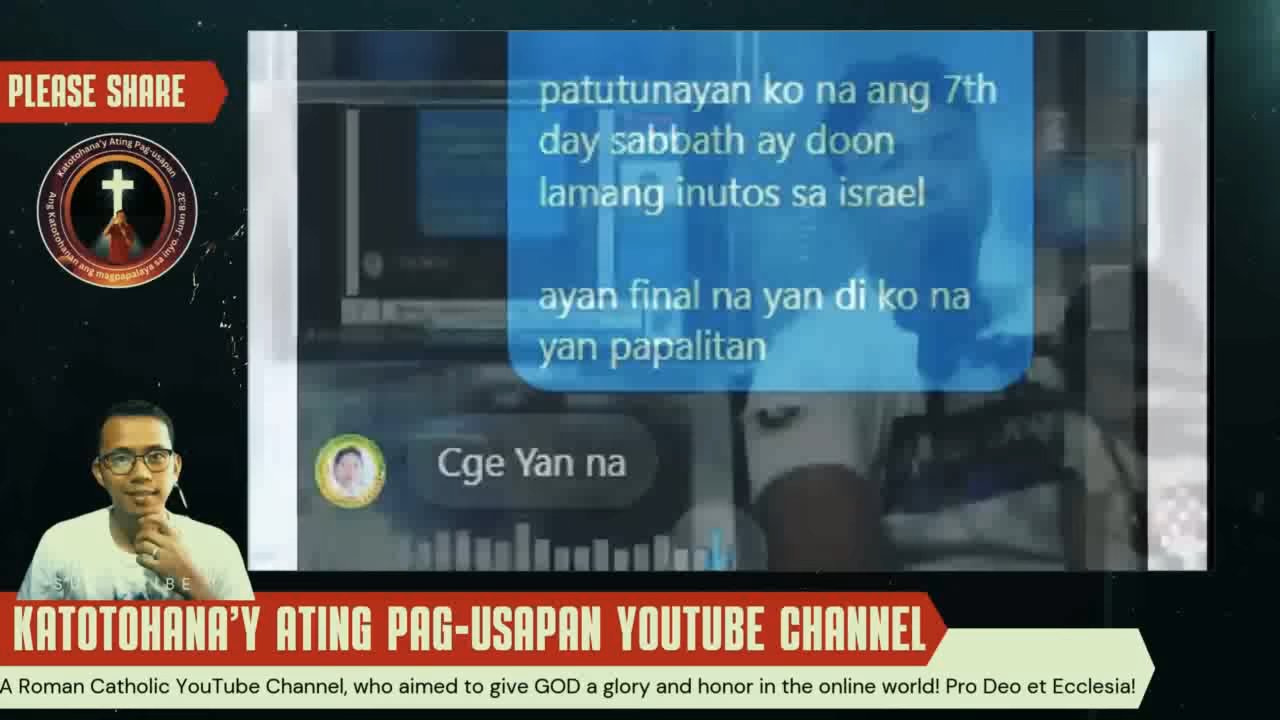 PLEASE SHARE
Katotohana'y Ating Pag-usapan
Ang Katotohanan ang magpapalaya sa inyo. Juan 8:32
patutunayan ko na ang 7th
day sabbath ay doon
lamang inutos sa israel
ayan final na yan di ko na
yan papalitan
Cge Yan na
KATOTOHANA'Y ATING PAG-USAPAN YOUTUBE CHANNEL
A Roman Catholic YouTube Channel, who aimed to give GOD a glory and honor in the online world! Pro Deo et Ecclesia!